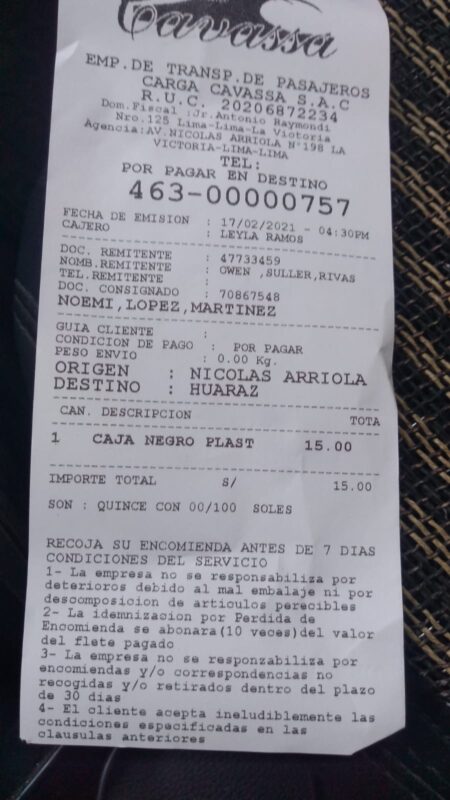 Cavassa
EMP.DE TRANSP.DE PASAJEROS
CARGA CAVASSA S.A.C
R.U.C. 20206872234
Dom.Fiscal :Jr.Antonio Raymondi
Nro.125 Lima-Lima-La Victoria
Agencia:AV.NICOLAS ARRIOLA N°198 LA
VICTORIA-LIMA-LIMA
TEL:
POR PAGAR EN DESTINO
463-00000757
FECHA DE EMISION : 17/02/2021 - 04:30PM
CAJERO : LEYLA RAMOS
DOC. REMITENTE : 47733459
NOMB.REMITENTE : OWEN ,SULLER,RIVAS
TEL.REMITENTE :
DOC. CONSIGNADO : 70867548
NOEMI,LOPEZ,MARTINEZ
GUIA CLIENTE :
CONDICION DE PAGO : POR PAGAR
PESO ENVIO : 0.00 Kg.
ORIGEN : NICOLAS ARRIOLA
DESTINO : HUARAZ
CAN. DESCRIPCION TOTA
1 CAJA NEGRO PLAST 15.00
IMPORTE TOTAL S/ 15.00
SON : QUINCE CON 00/100 SOLES
RECOJA SU ENCOMIENDA ANTES DE 7 DIAS
CONDICIONES DEL SERVICIO
1- La empresa no se responsabiliza por
deterioros debido al mal embalaje ni por
descomposicion de articulos perecibles
2- La idemnizacion por Perdida de
Encomienda se abonara(10 veces)del valor
del flete pagado
3- La empresa no se responzabiliza por
encomiendas y/o correspondencias no
recogidas y/o retirados dentro del plazo
de 30 dias
4- El cliente acepta ineludiblemente las
condiciones especificadas en las
clausulas anteriores